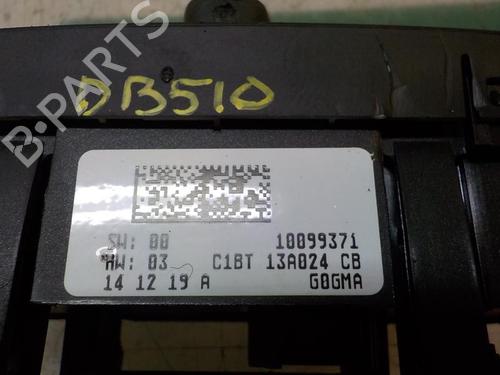 B-PARTS
DB510
SW: 00 10099371
HW: 03 C1BT 13A024 CB
14 12 19 A G0GMA